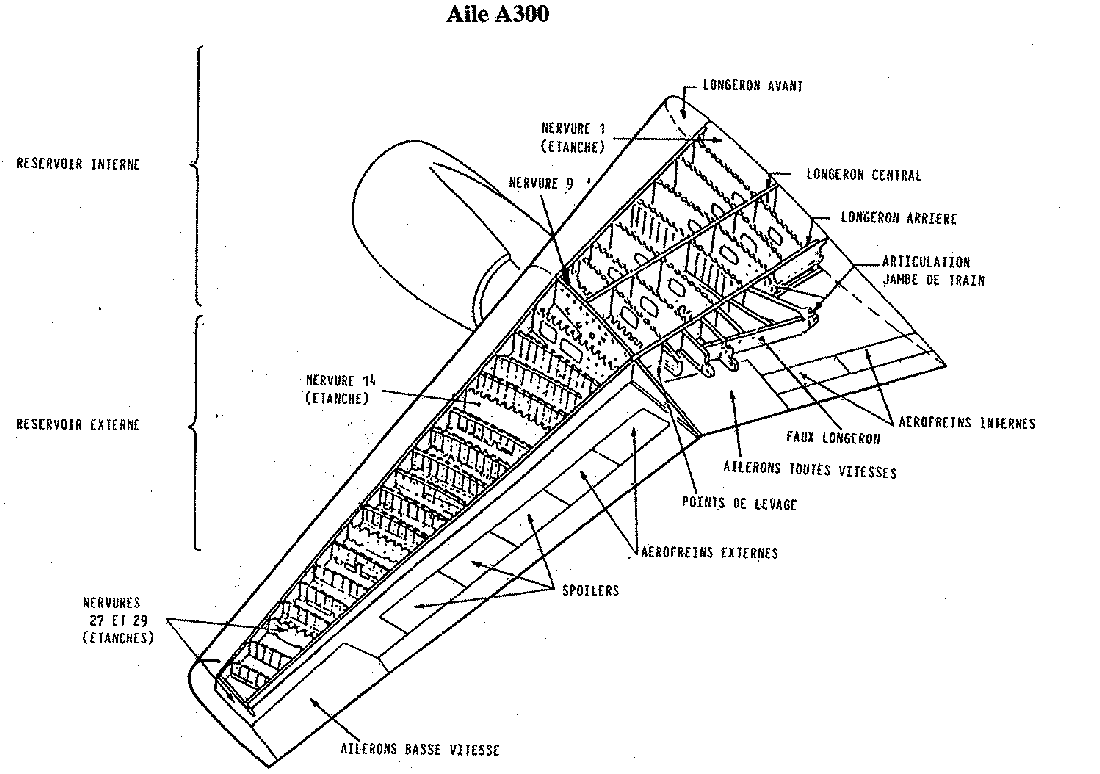 Aile A300
LONGERON AVANT
NERVURE 1
(ETANCHE)
RESERVOIR INTERNE
LONGERON CENTRAL
NERVURE 9
LONGERON ARRIERE
ARTICULATION
JAMBE DE TRAIN
NERVURE 14
(ETANCHE)
RESERVOIR EXTERNE
AEROFREINS INTERNES
FAUX LONGERON
AILERONS TOUTES VITESSES
POINTS DE LEVAGE
AEROFREINS EXTERNES
SPOILERS
NERVURES
27 ET 29
(ETANCHES)
AILERONS BASSE VITESSE